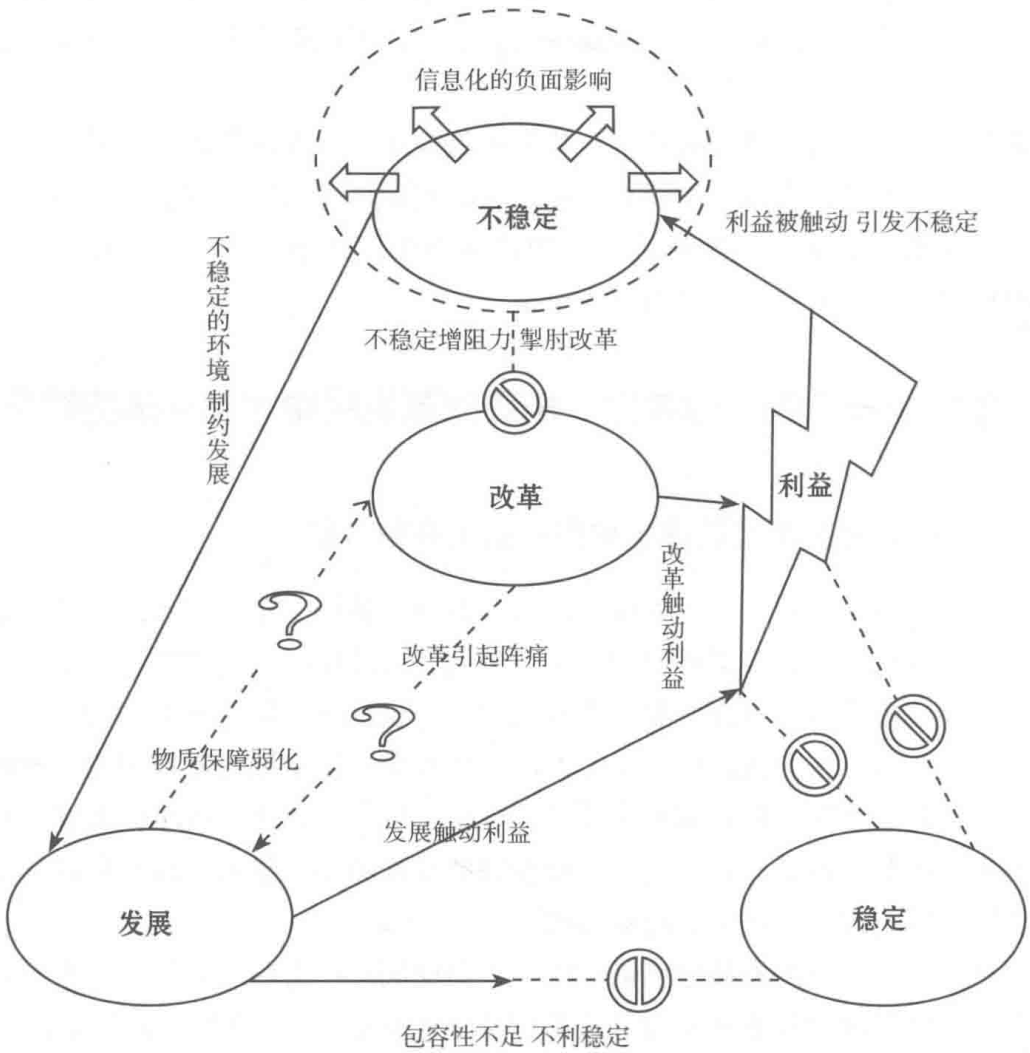 信息化的负面影响
不稳定
利益被触动 引发不稳定
不稳定的环境 制约发展
不稳定增阻力 掣肘改革
改革
利益
改革触动利益
改革引起阵痛
物质保障弱化
发展触动利益
发展
稳定
包容性不足 不利稳定